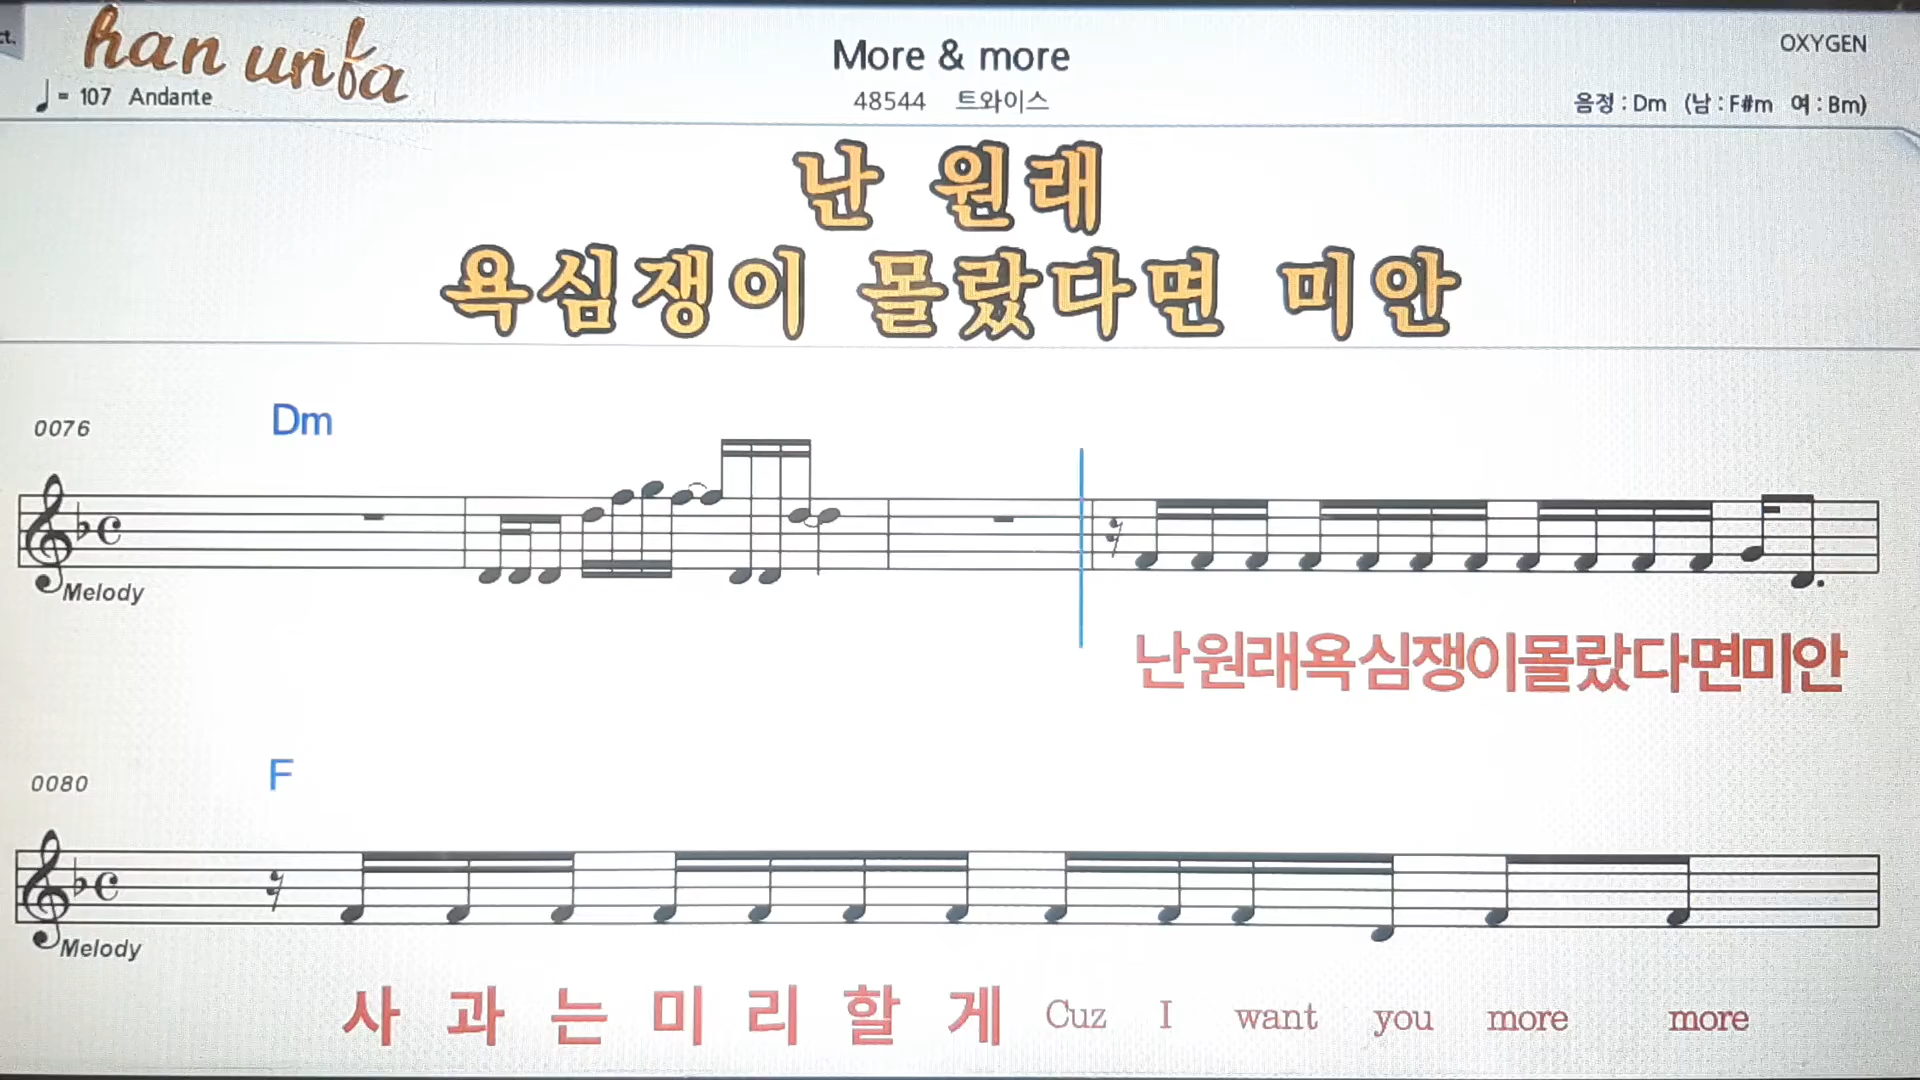 ct.
han unfa
♩= 107 Andante
More & more
48544 트와이스
OXYGEN
음정 : Dm (남 : F#m 여 : Bm)
난 원래
욕심쟁이 몰랐다면 미안
0076
Dm
Melody
난원래욕심쟁이몰랐다면미안
0080
F
Melody
사 과 는 미 리 할 게 Cuz I want you more more